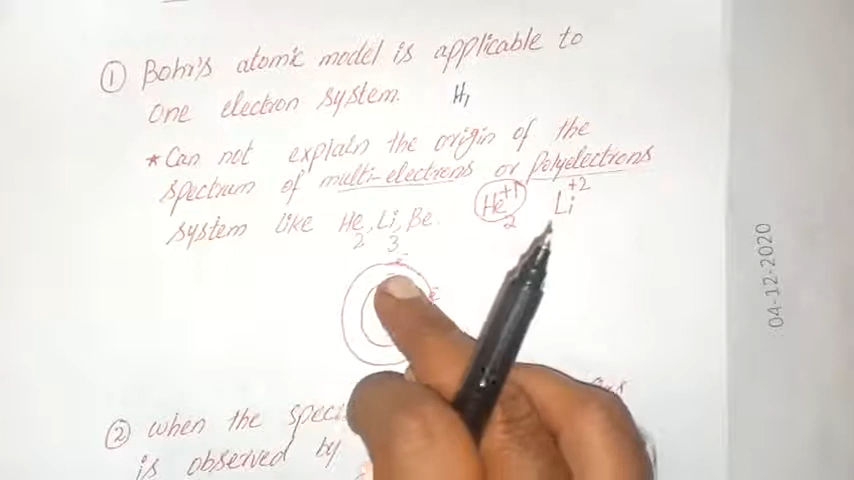 ① Bohr's atomic model is applicable to
one electron system. H,
* Can not explain the origin of the
spectrum of multi-electrons or polyelectrons
system like He, Li, Be. He+1 Li+2
2 3 2
e-
e-
② when the
is observed by
04-12-2020